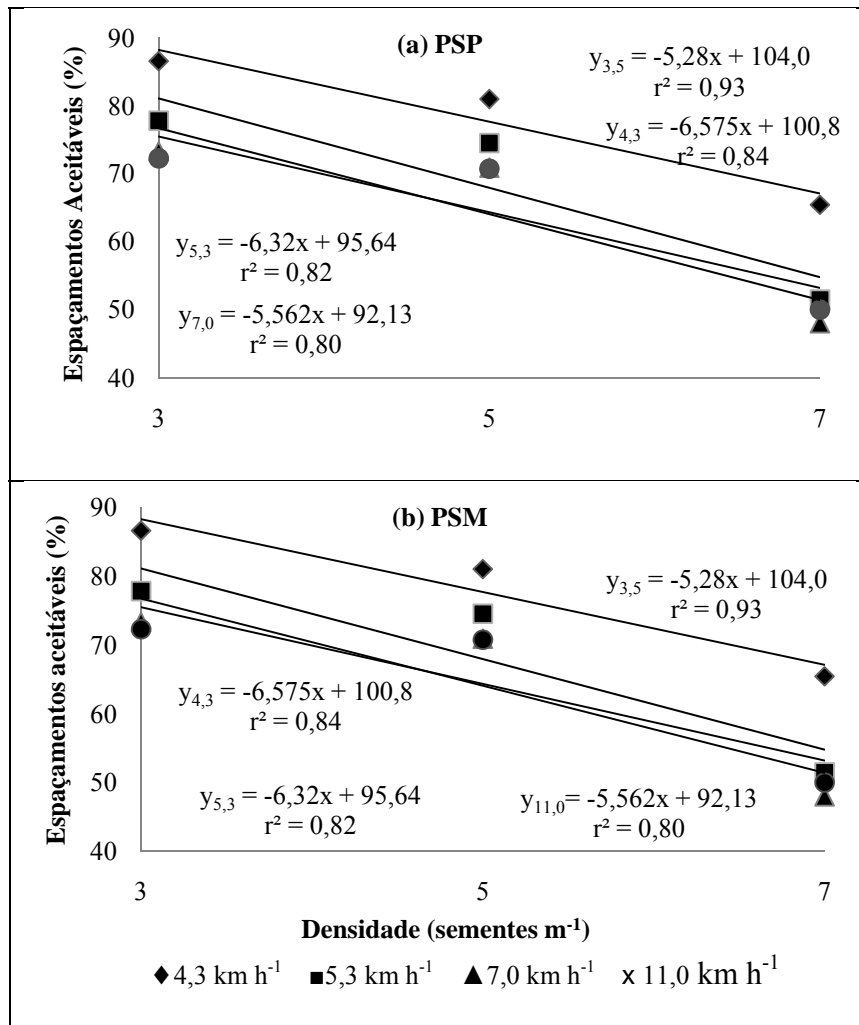 (a) PSP
Espaçamentos Aceitáveis (%)
90
80
70
60
50
40
y3,5 = -5,28x + 104,0
r² = 0,93
y4,3 = -6,575x + 100,8
r² = 0,84
y5,3 = -6,32x + 95,64
r² = 0,82
y7,0 = -5,562x + 92,13
r² = 0,80
3 5 7
(b) PSM
Espaçamentos aceitáveis (%)
90
80
70
60
50
40
y3,5 = -5,28x + 104,0
r² = 0,93
y4,3 = -6,575x + 100,8
r² = 0,84
y5,3 = -6,32x + 95,64
r² = 0,82
y11,0= -5,562x + 92,13
r² = 0,80
3 5 7
Densidade (sementes m⁻¹)
◆4,3 km h⁻¹ ■5,3 km h⁻¹ ▲7,0 km h⁻¹ x 11,0 km h⁻¹